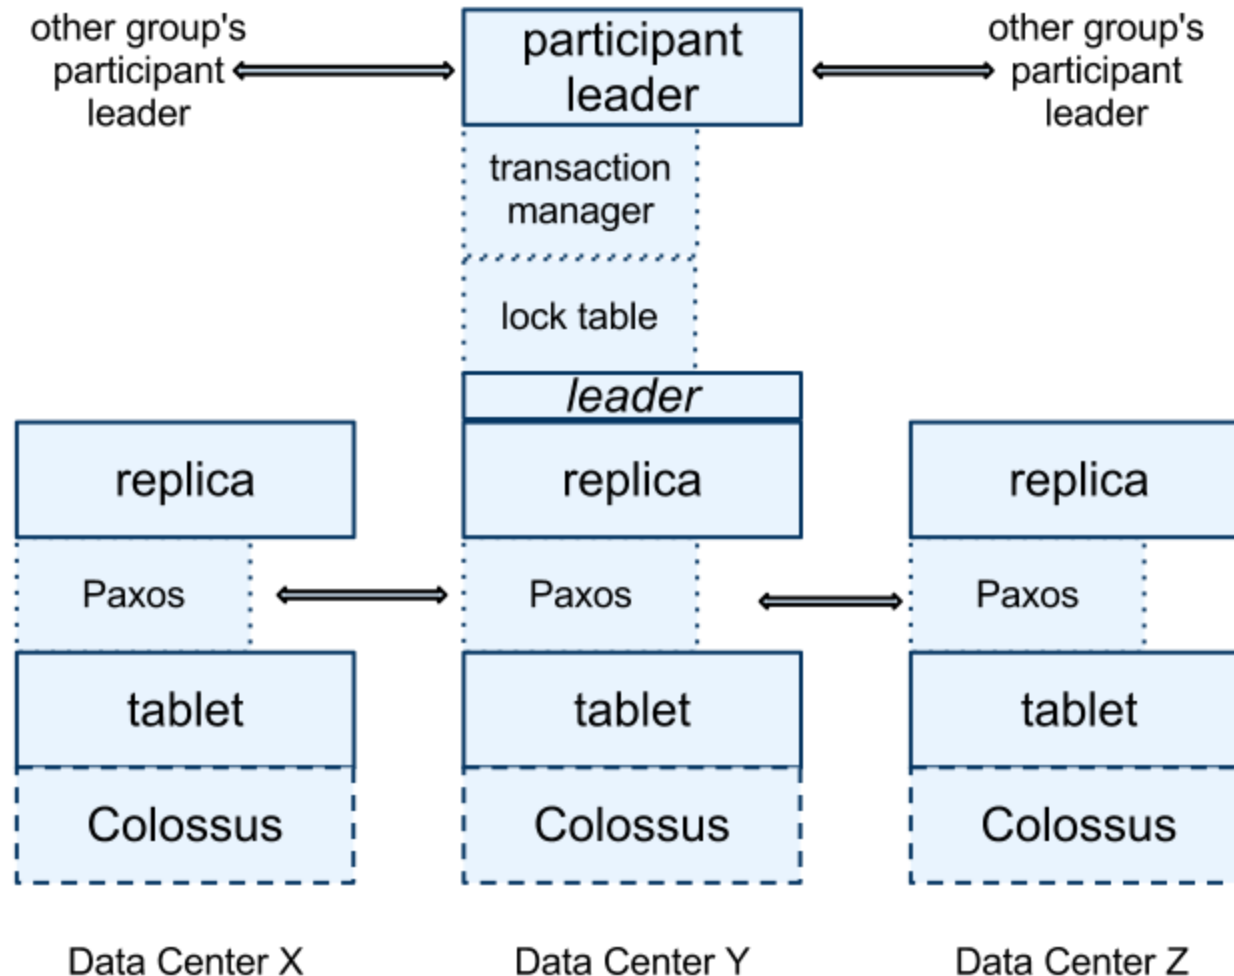 other group's
participant
leader
participant
leader
other group's
participant
leader
transaction
manager
lock table
leader
replica
replica
replica
Paxos
Paxos
Paxos
tablet
tablet
tablet
Colossus
Colossus
Colossus
Data Center X
Data Center Y
Data Center Z